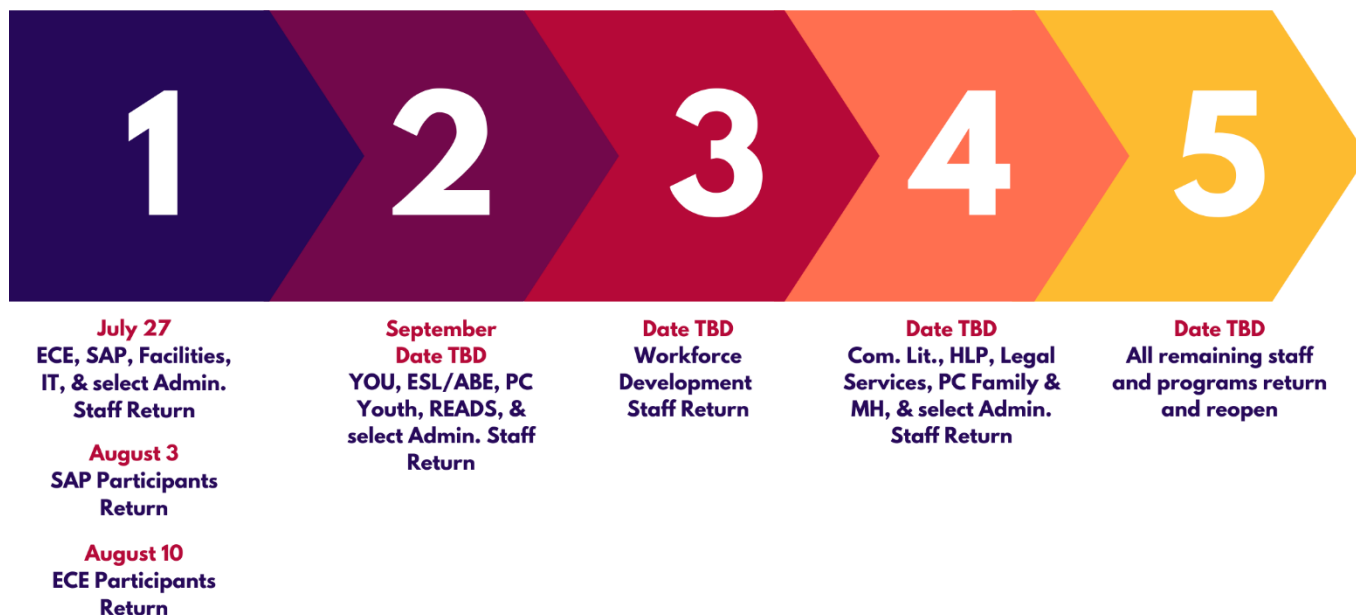 1
July 27
ECE, SAP, Facilities,
IT, & select Admin.
Staff Return
August 3
SAP Participants
Return
August 10
ECE Participants
Return
2
September
Date TBD
YOU, ESL/ABE, PC
Youth, READS, &
select Admin. Staff
Return
3
Date TBD
Workforce
Development
Staff Return
4
Date TBD
Com. Lit., HLP, Legal
Services, PC Family &
MH, & select Admin.
Staff Return
5
Date TBD
All remaining staff
and programs return
and reopen